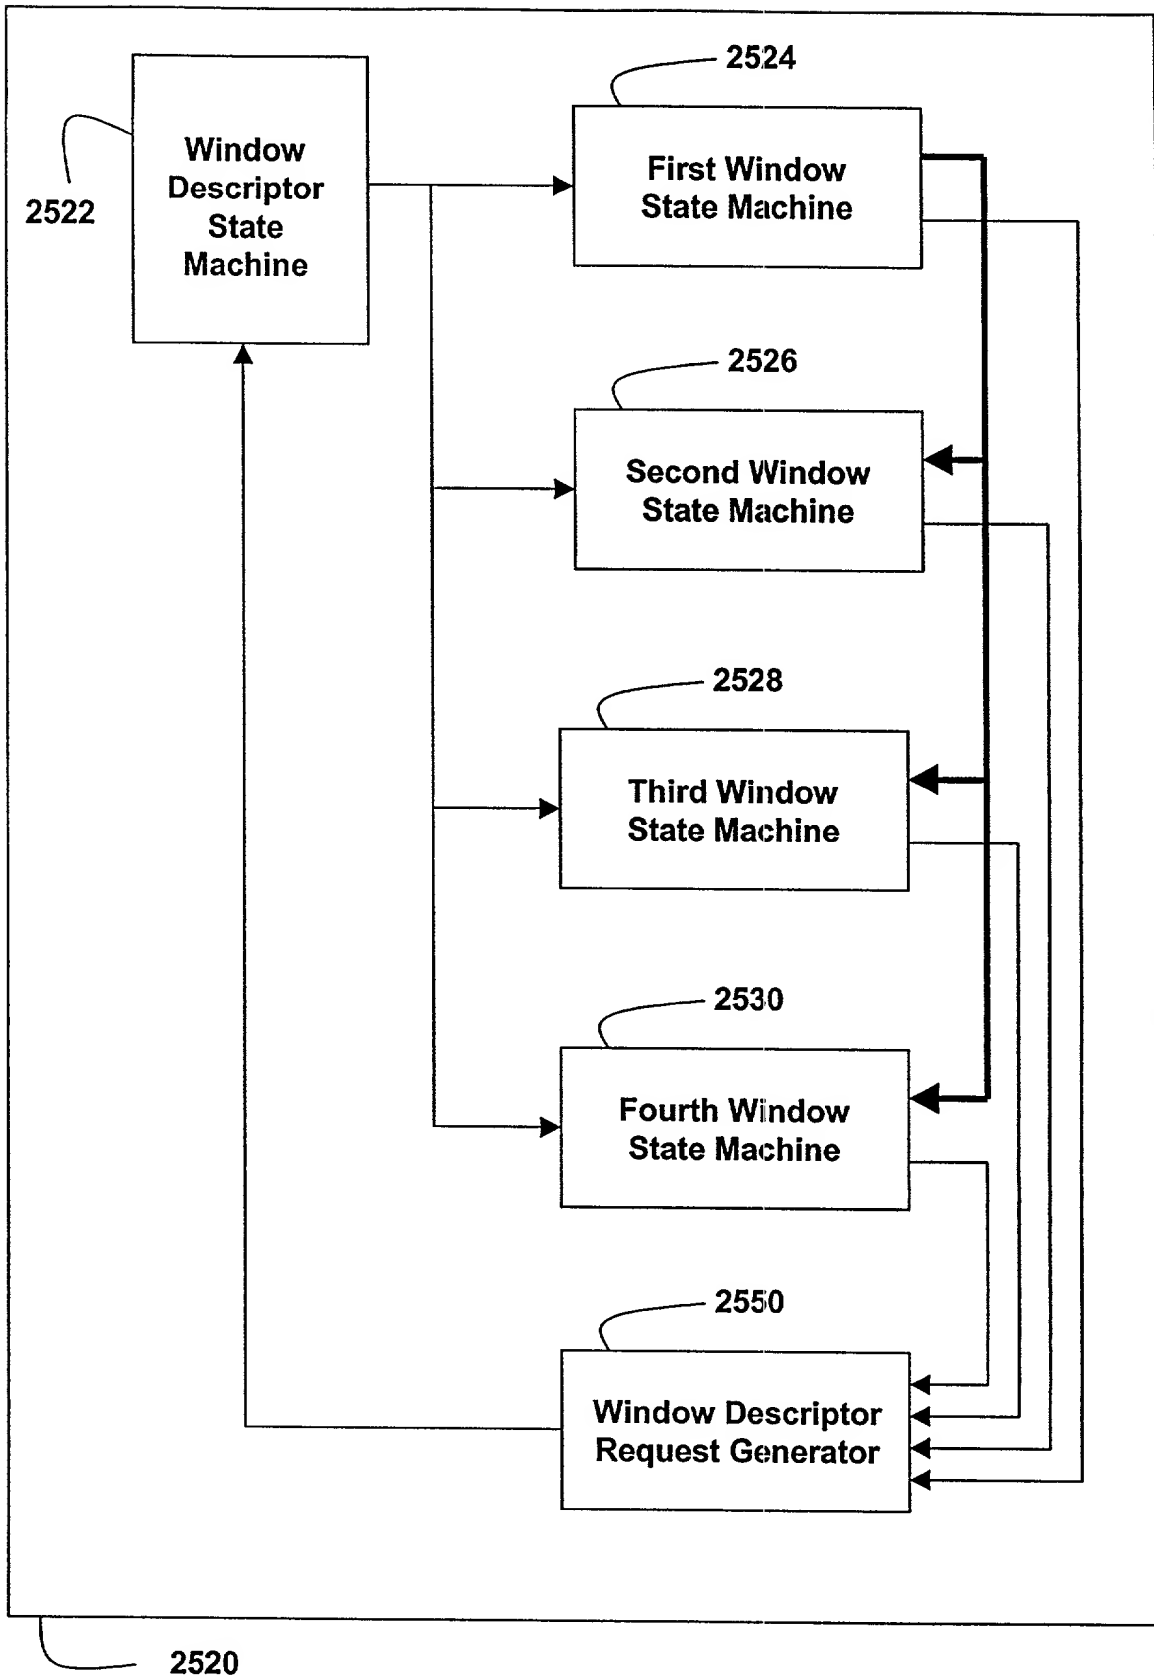 2524
Window
Descriptor
State
Machine
First Window
State Machine
2522
2526
Second Window
State Machine
2528
Third Window
State Machine
2530
Fourth Window
State Machine
2550
Window Descriptor
Request Generator
2520